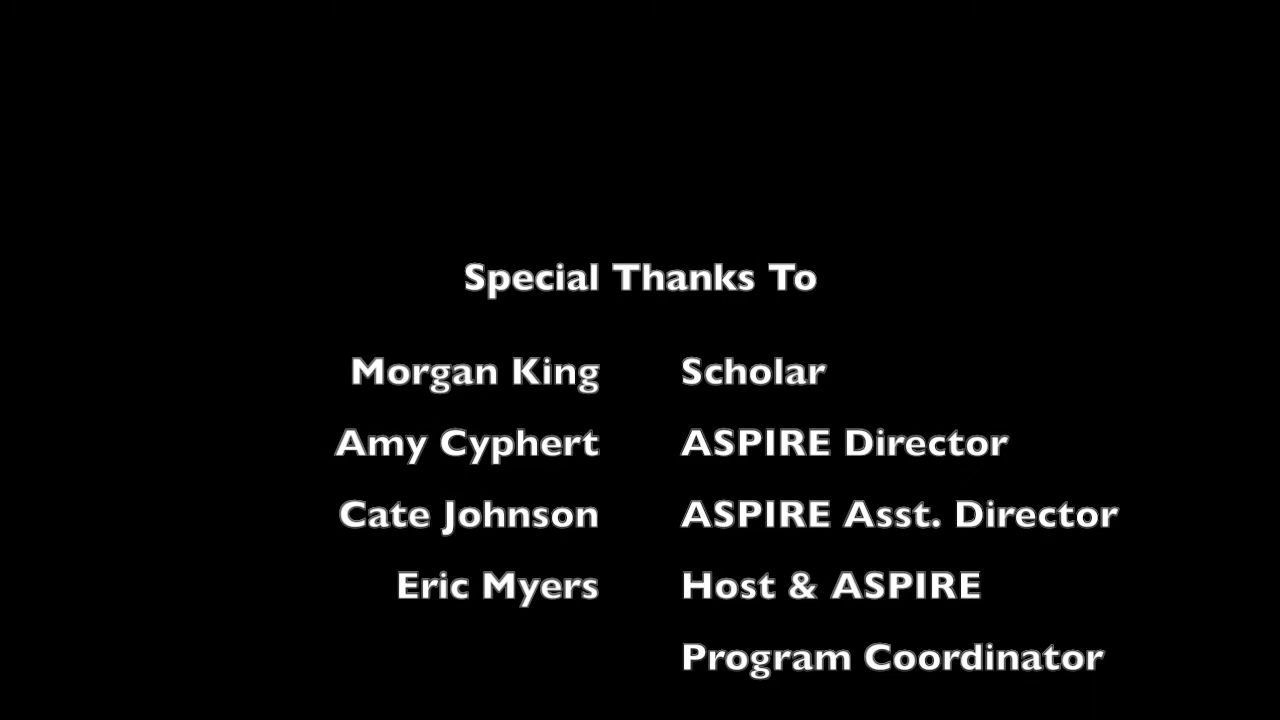 Special Thanks To
Morgan King Scholar
Amy Cyphert ASPIRE Director
Cate Johnson ASPIRE Asst. Director
Eric Myers Host & ASPIRE
Program Coordinator